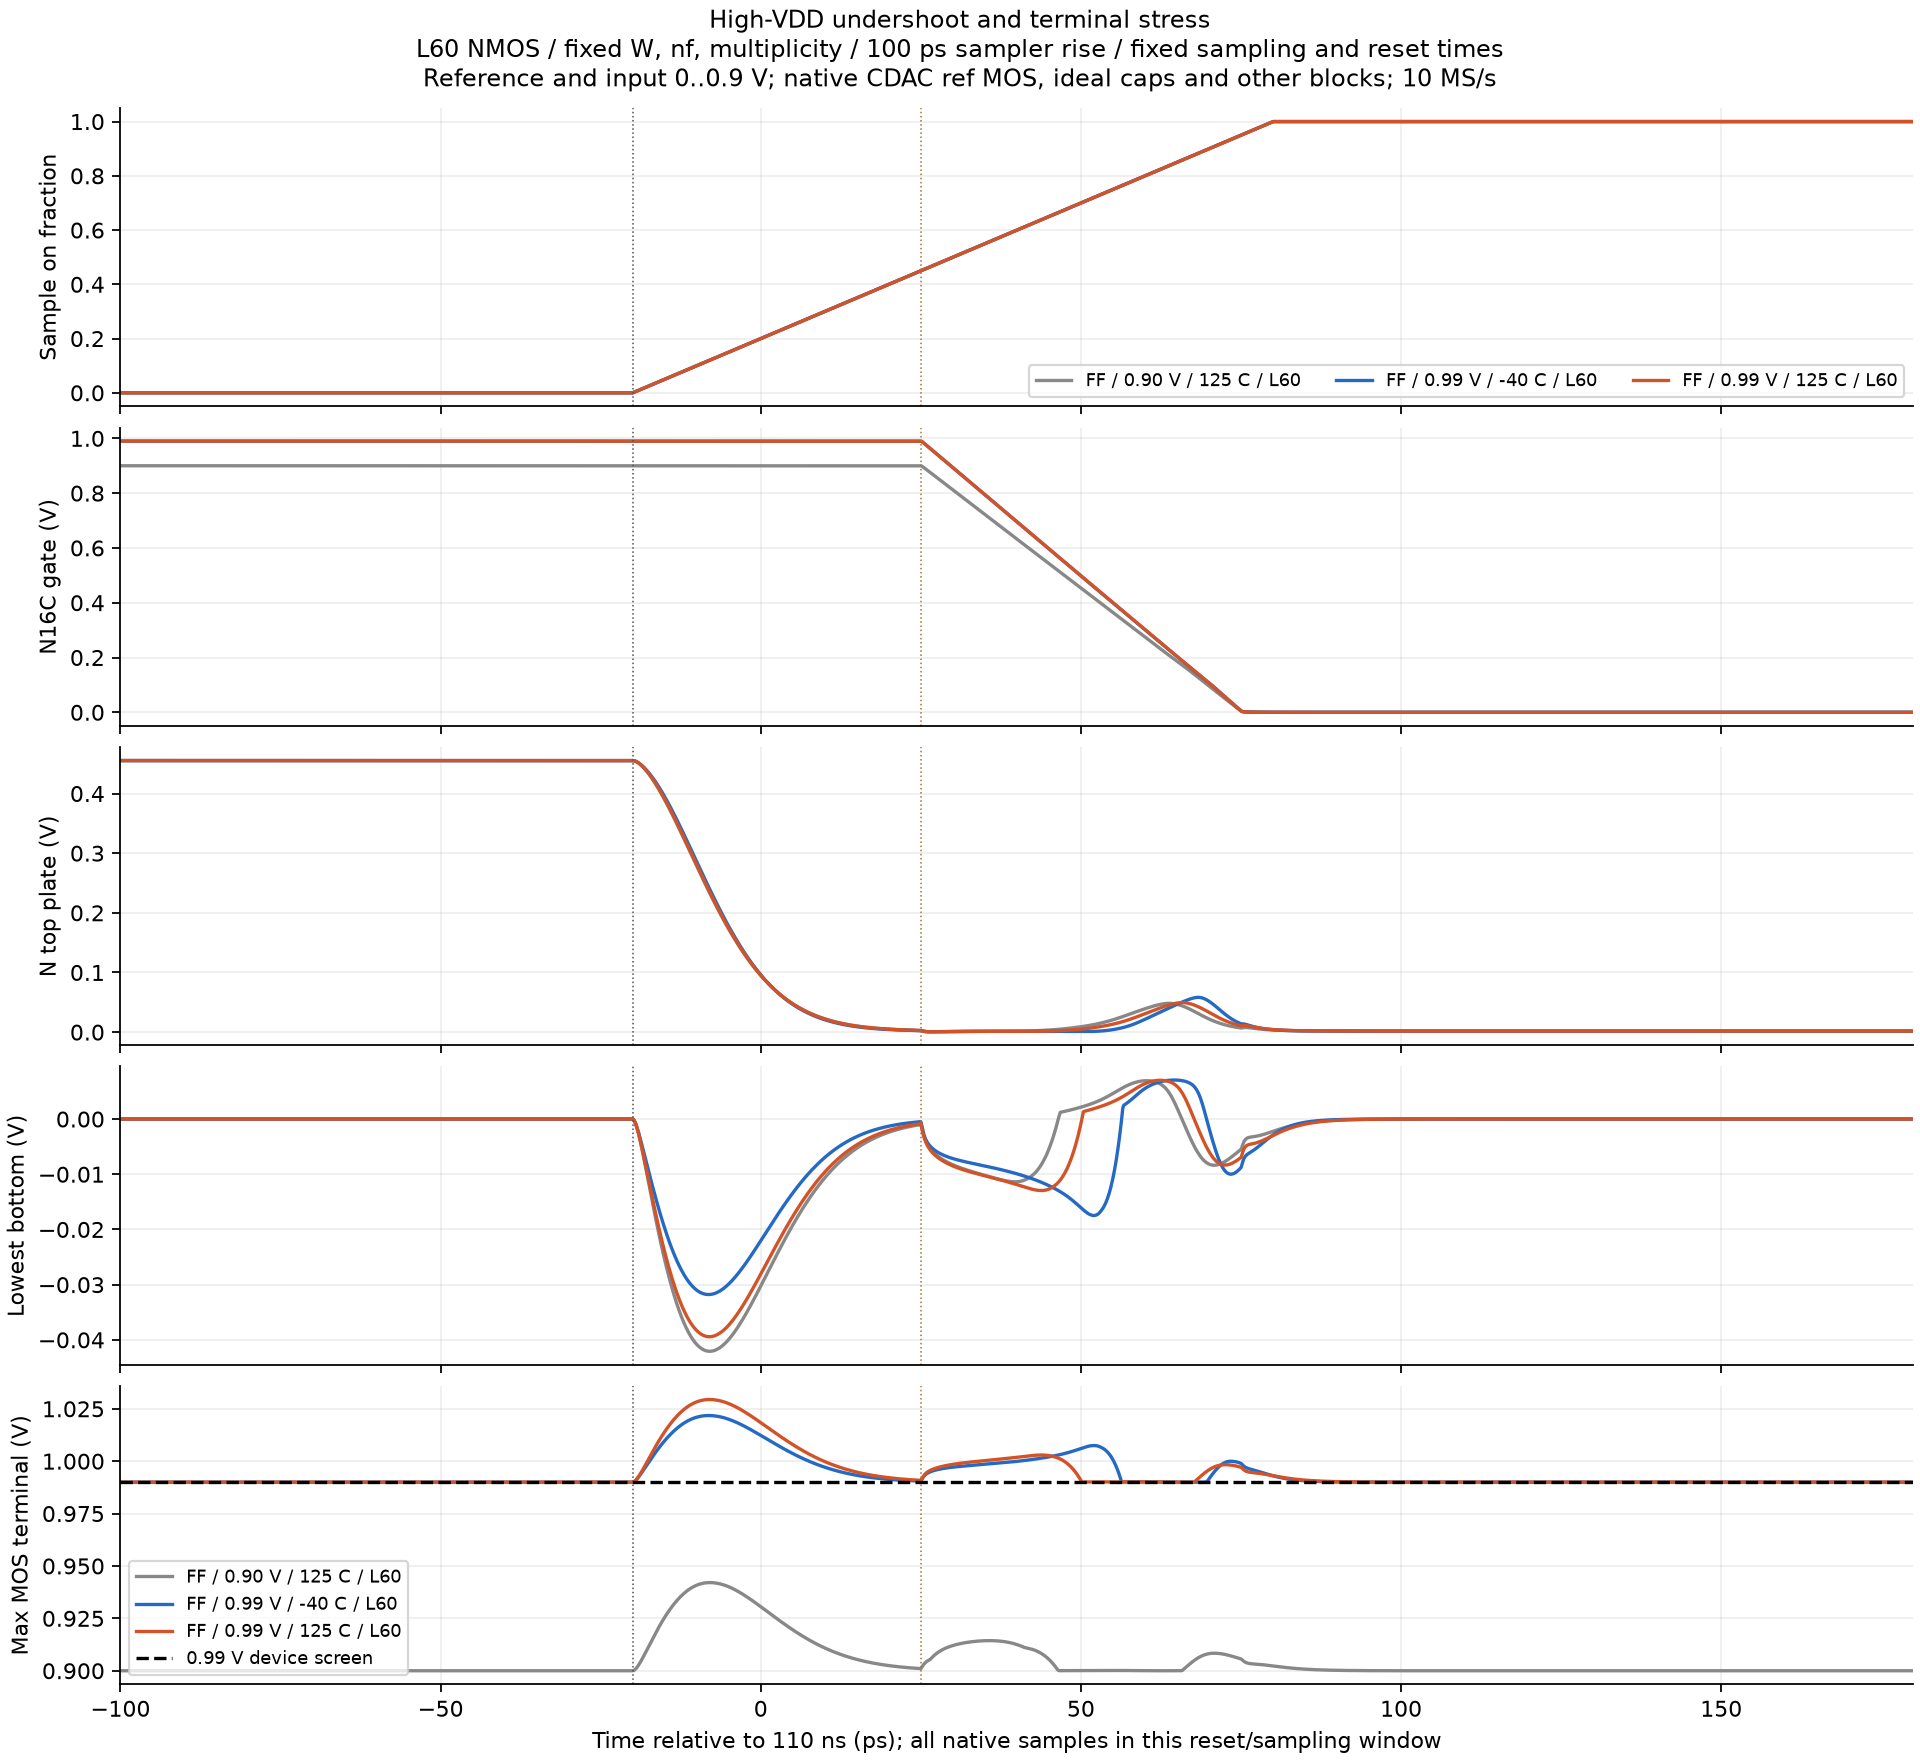 High-VDD undershoot and terminal stress
L60 NMOS / fixed W, nf, multiplicity / 100 ps sampler rise / fixed sampling and reset times
Reference and input 0..0.9 V; native CDAC ref MOS, ideal caps and other blocks; 10 MS/s
Sample on fraction
1.0
0.8
0.6
0.4
0.2
0.0
FF / 0.90 V / 125 C / L60
FF / 0.99 V / -40 C / L60
FF / 0.99 V / 125 C / L60
N16C gate (V)
1.0
0.8
0.6
0.4
0.2
0.0
N top plate (V)
0.4
0.3
0.2
0.1
0.0
Lowest bottom (V)
0.00
−0.01
−0.02
−0.03
−0.04
Max MOS terminal (V)
1.025
1.000
0.975
0.950
0.925
0.900
FF / 0.90 V / 125 C / L60
FF / 0.99 V / -40 C / L60
FF / 0.99 V / 125 C / L60
0.99 V device screen
−100
−50
0
50
100
150
Time relative to 110 ns (ps); all native samples in this reset/sampling window